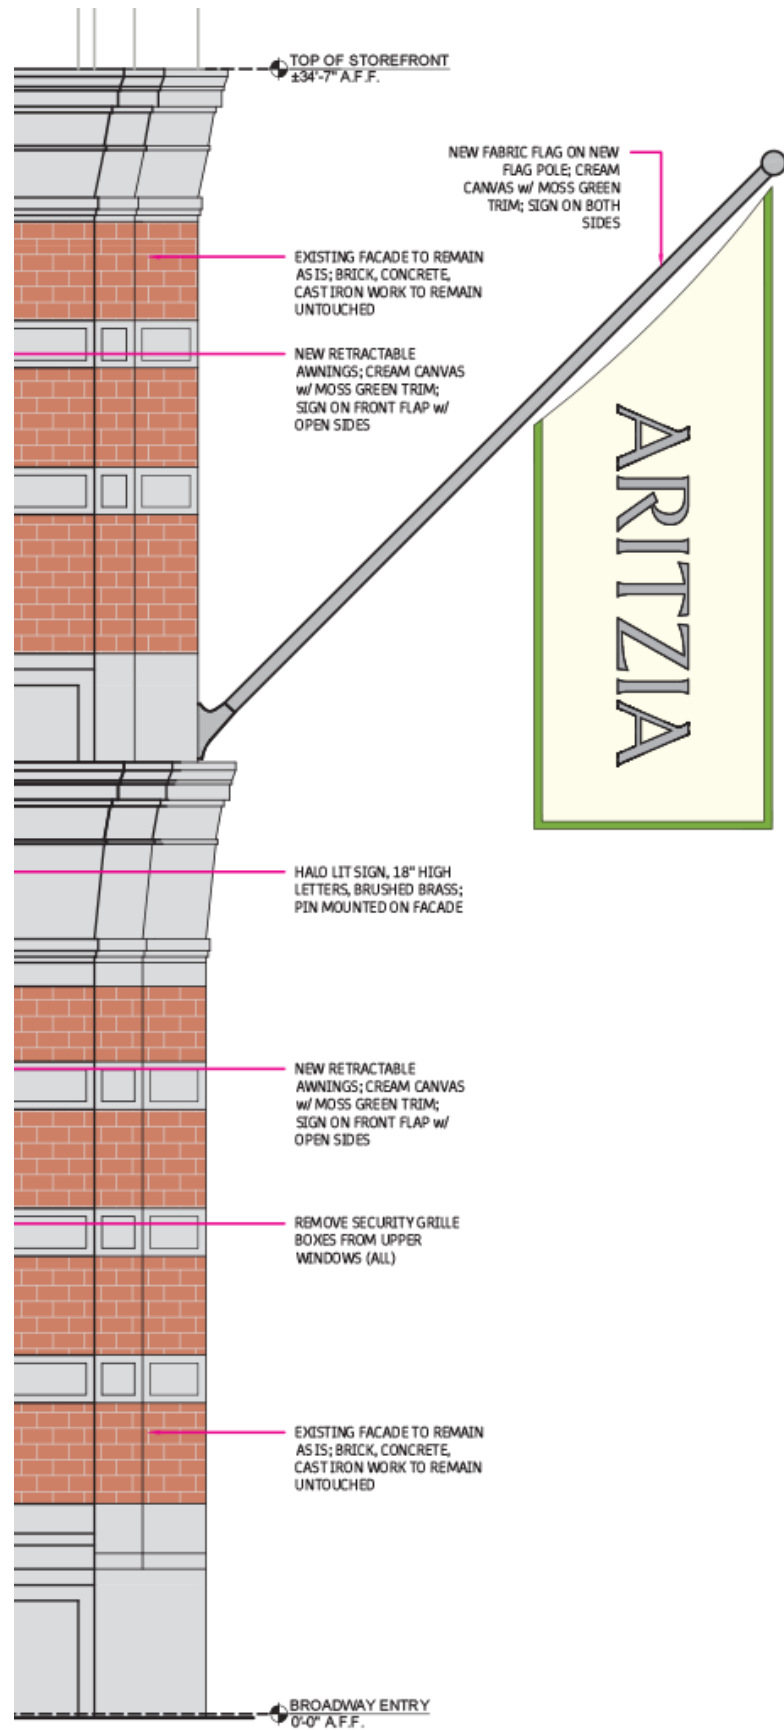 TOP OF STOREFRONT
±34'-7" A.F.F.
NEW FABRIC FLAG ON NEW
FLAG POLE; CREAM
CANVAS w/ MOSS GREEN
TRIM; SIGN ON BOTH
SIDES
EXISTING FACADE TO REMAIN
AS IS; BRICK, CONCRETE,
CAST IRON WORK TO REMAIN
UNTOUCHED
NEW RETRACTABLE
AWNINGS; CREAM CANVAS
w/ MOSS GREEN TRIM;
SIGN ON FRONT FLAP w/
OPEN SIDES
ARITZIA
HALO LIT SIGN, 18" HIGH
LETTERS, BRUSHED BRASS;
PIN MOUNTED ON FACADE
NEW RETRACTABLE
AWNINGS; CREAM CANVAS
w/ MOSS GREEN TRIM;
SIGN ON FRONT FLAP w/
OPEN SIDES
REMOVE SECURITY GRILLE
BOXES FROM UPPER
WINDOWS (ALL)
EXISTING FACADE TO REMAIN
AS IS; BRICK, CONCRETE,
CAST IRON WORK TO REMAIN
UNTOUCHED
BROADWAY ENTRY
0'-0" A.F.F.